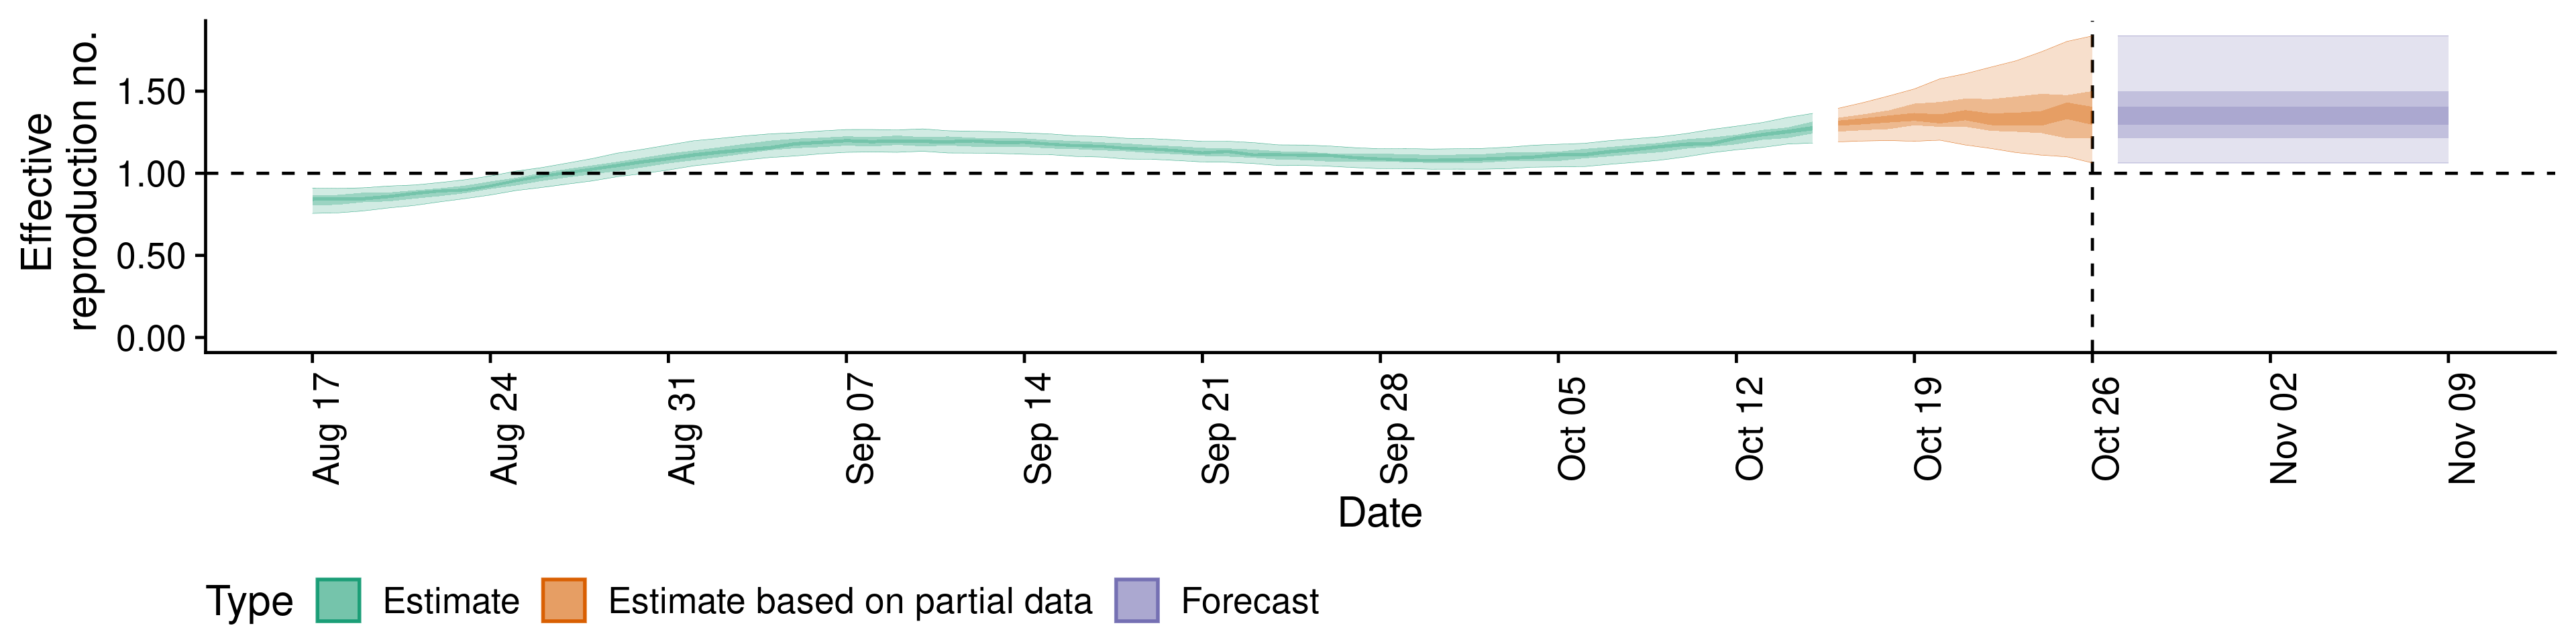 Effective
reproduction no.
1.50
1.00
0.50
0.00
Aug 17
Aug 24
Aug 31
Sep 07
Sep 14
Sep 21
Sep 28
Oct 05
Oct 12
Oct 19
Oct 26
Nov 02
Nov 09
Date
Type Estimate Estimate based on partial data Forecast